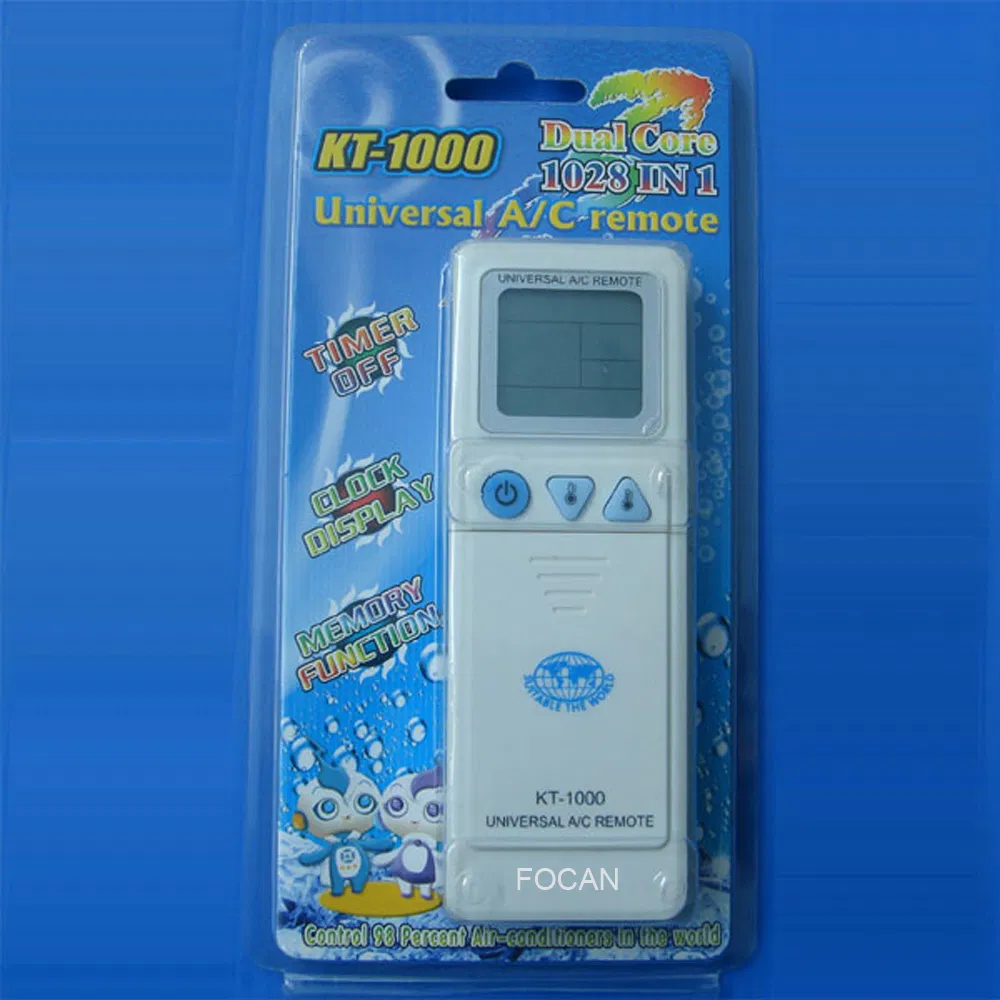 KT-1000
Dual Core
1028 IN 1
Universal A/C remote
UNIVERSAL A/C REMOTE
TIMER
OFF
CLOCK
DISPLAY
MEMORY
FUNCTION
SUITABLE THE WORLD
KT-1000
UNIVERSAL A/C REMOTE
FOCAN
Control 98 Percent Air-conditioners in the world